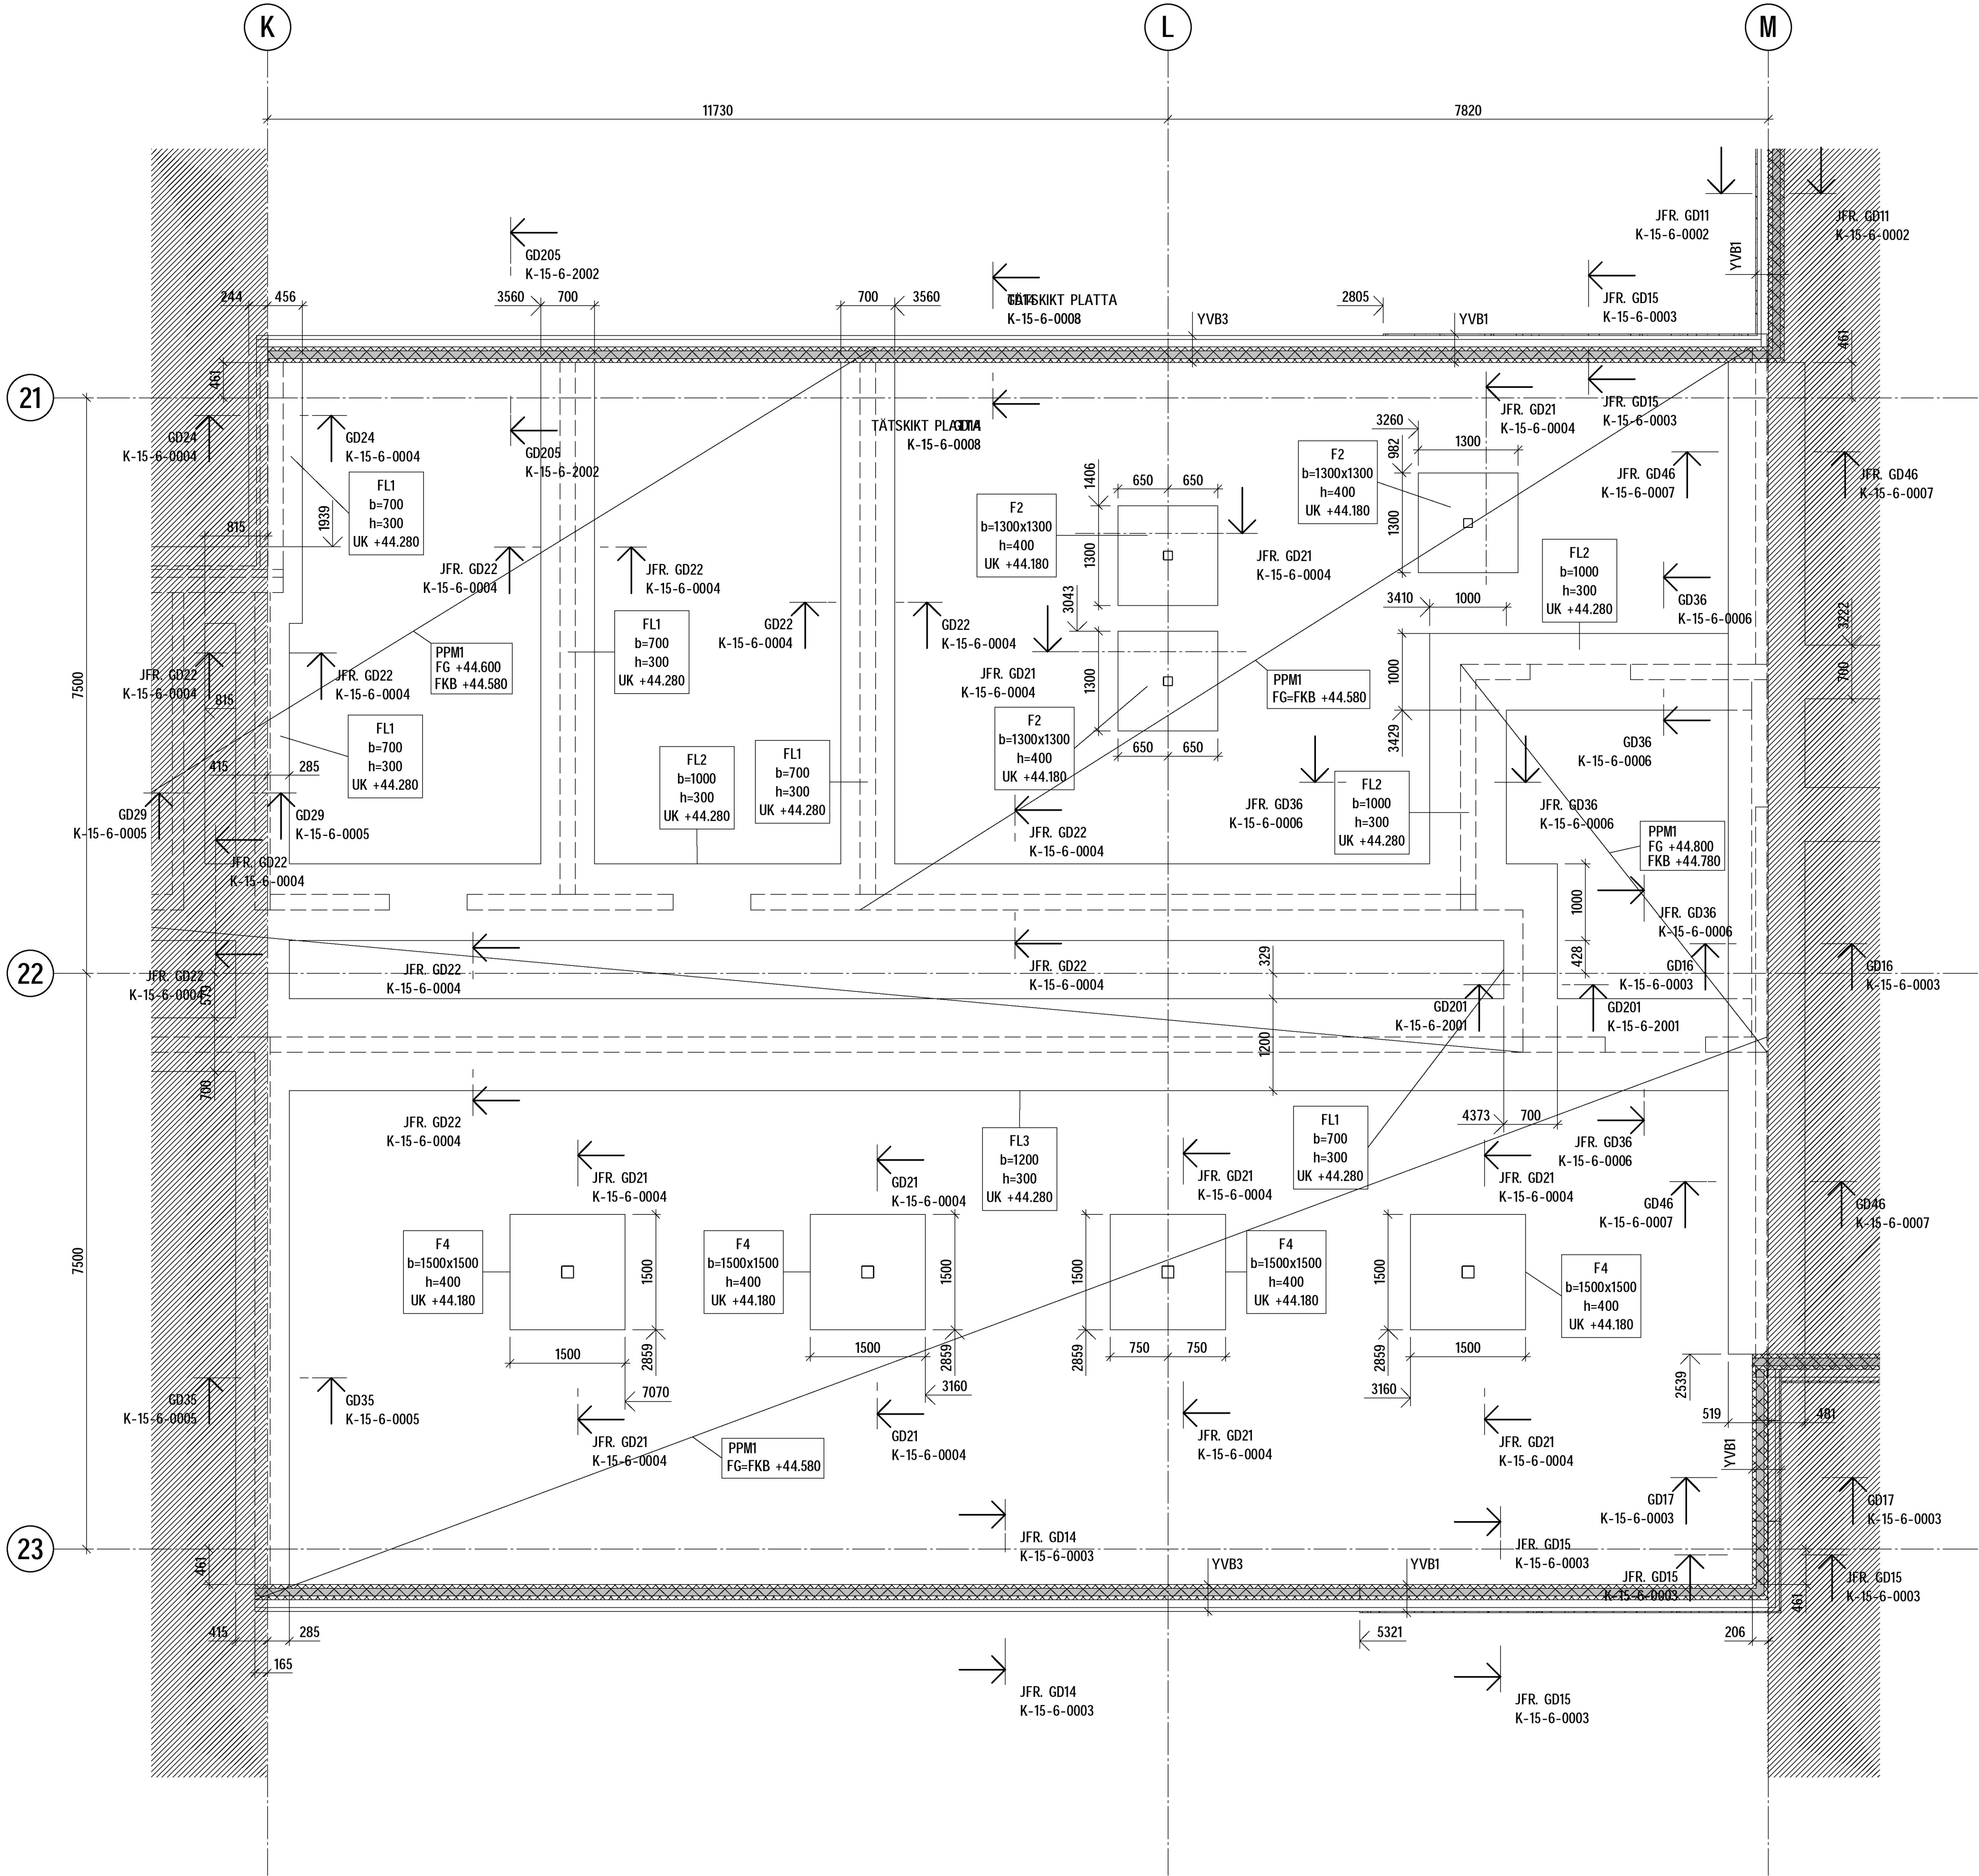 K
L
M
11730
7820
JFR. GD11
K-15-6-0002
JFR. GD11
K-15-6-0002
YVB1
GD205
K-15-6-2002
TÄTSKIKT PLATTA
K-15-6-0008
JFR. GD15
K-15-6-0003
244
456
3560
700
700
3560
2805
YVB3
YVB1
461
461
21
GD24
K-15-6-0004
GD24
K-15-6-0004
GD205
K-15-6-2002
TÄTSKIKT PLATTA
K-15-6-0008
JFR. GD21
K-15-6-0004
JFR. GD15
K-15-6-0003
3260
1300
982
1300
F2
b=1300x1300
h=400
UK +44.180
JFR. GD46
K-15-6-0007
JFR. GD46
K-15-6-0007
FL1
b=700
h=300
UK +44.280
1939
815
1406
650
650
F2
b=1300x1300
h=400
UK +44.180
1300
JFR. GD21
K-15-6-0004
FL2
b=1000
h=300
UK +44.280
JFR. GD22
K-15-6-0004
JFR. GD22
K-15-6-0004
3043
3410
1000
GD36
K-15-6-0006
3222
FL1
b=700
h=300
UK +44.280
GD22
K-15-6-0004
GD22
K-15-6-0004
PPM1
FG +44.600
FKB +44.580
JFR. GD22
K-15-6-0004
JFR. GD22
K-15-6-0004
7500
815
JFR. GD21
K-15-6-0004
1300
PPM1
FG=FKB +44.580
1000
700
3429
FL1
b=700
h=300
UK +44.280
F2
b=1300x1300
h=400
UK +44.180
650
650
GD36
K-15-6-0006
415
285
FL2
b=1000
h=300
UK +44.280
FL1
b=700
h=300
UK +44.280
FL2
b=1000
h=300
UK +44.280
GD29
K-15-6-0005
GD29
K-15-6-0005
JFR. GD36
K-15-6-0006
JFR. GD36
K-15-6-0006
JFR. GD22
K-15-6-0004
PPM1
FG +44.800
FKB +44.780
JFR. GD22
K-15-6-0004
1000
JFR. GD36
K-15-6-0006
428
329
22
JFR. GD22
K-15-6-0004
JFR. GD22
K-15-6-0004
JFR. GD22
K-15-6-0004
GD16
K-15-6-0003
GD16
K-15-6-0003
579
GD201
K-15-6-2001
GD201
K-15-6-2001
1200
700
JFR. GD22
K-15-6-0004
4373
700
FL3
b=1200
h=300
UK +44.280
FL1
b=700
h=300
UK +44.280
JFR. GD36
K-15-6-0006
JFR. GD21
K-15-6-0004
GD21
K-15-6-0004
JFR. GD21
K-15-6-0004
JFR. GD21
K-15-6-0004
GD46
K-15-6-0007
GD46
K-15-6-0007
7500
F4
b=1500x1500
h=400
UK +44.180
1500
F4
b=1500x1500
h=400
UK +44.180
1500
1500
F4
b=1500x1500
h=400
UK +44.180
1500
F4
b=1500x1500
h=400
UK +44.180
1500
2859
1500
2859
2859
750
750
2859
1500
7070
3160
3160
2539
GD35
K-15-6-0005
GD35
K-15-6-0005
519
481
JFR. GD21
K-15-6-0004
PPM1
FG=FKB +44.580
GD21
K-15-6-0004
JFR. GD21
K-15-6-0004
JFR. GD21
K-15-6-0004
YVB1
GD17
K-15-6-0003
GD17
K-15-6-0003
JFR. GD14
K-15-6-0003
JFR. GD15
K-15-6-0003
23
461
YVB3
YVB1
JFR. GD15
K-15-6-0003
JFR. GD15
K-15-6-0003
461
415
285
165
5321
206
JFR. GD14
K-15-6-0003
JFR. GD15
K-15-6-0003